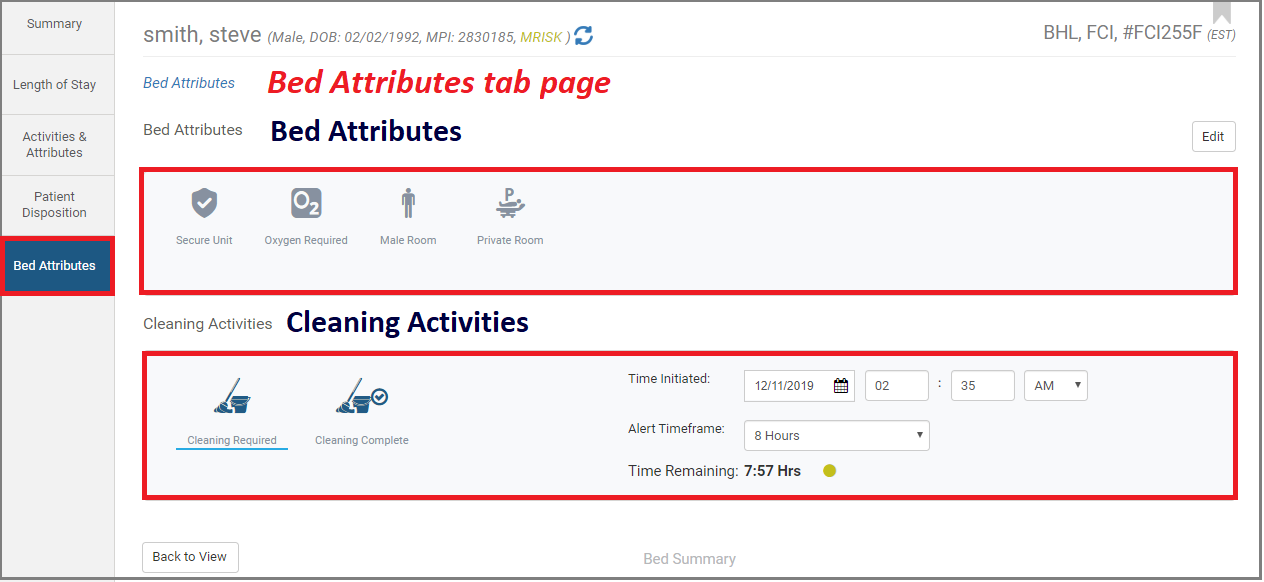 Summary
Length of Stay
Activities &
Attributes
Patient
Disposition
Bed Attributes
smith, steve (Male, DOB: 02/02/1992, MPI: 2830185, MRISK )
BHL, FCI, #FCI255F (EST)
Bed Attributes Bed Attributes tab page
Bed Attributes Bed Attributes
Edit
O2
P
Secure Unit Oxygen Required Male Room Private Room
Cleaning Activities Cleaning Activities
Cleaning Required Cleaning Complete
Time Initiated: 12/11/2019 02 : 35 AM
Alert Timeframe: 8 Hours
Time Remaining: 7:57 Hrs
Back to View
Bed Summary